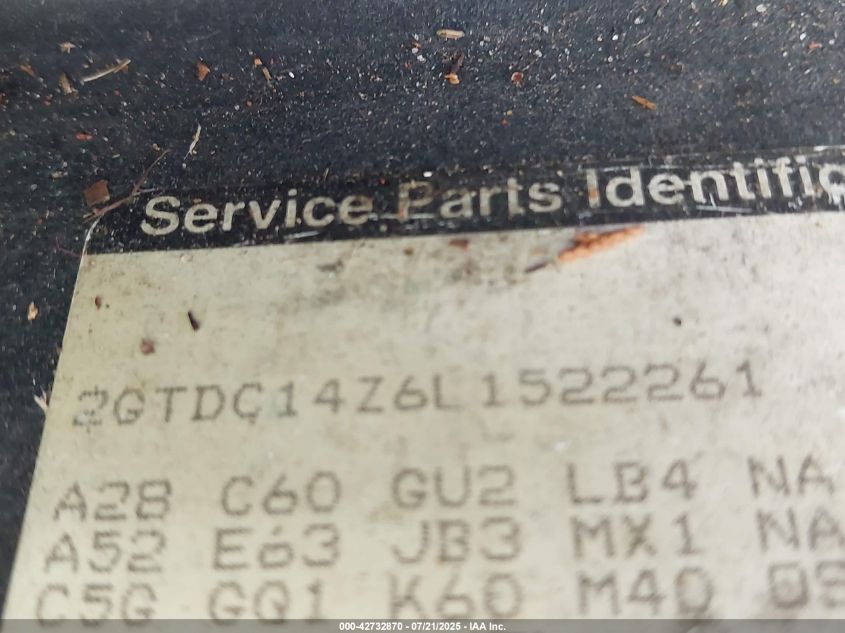 Service Parts Identific
2GTDC14Z6L1522261
A28 C60 GU2 LB4 NA
A52 E63 JB3 MX1 NA
C5G GQ1 K60 M40
000-42732870 - 07/21/2025 - IAA Inc.